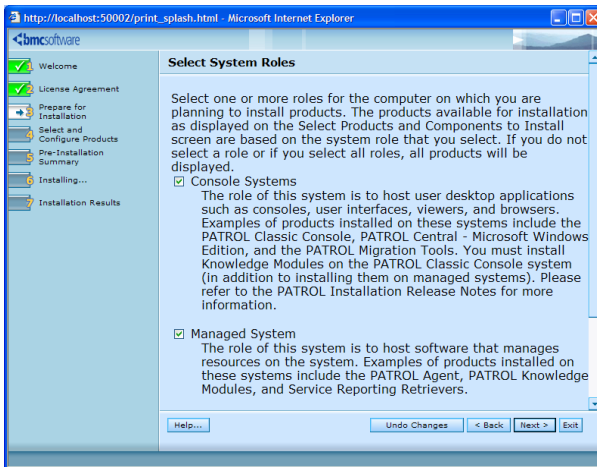 http://localhost:50002/print_splash.html - Microsoft Internet Explorer
bmcsoftware
1 Welcome
2 License Agreement
3 Prepare for
Installation
4 Select and
Configure Products
5 Pre-Installation
Summary
6 Installing...
7 Installation Results
Select System Roles
Select one or more roles for the computer on which you are
planning to install products. The products available for installation
as displayed on the Select Products and Components to Install
screen are based on the system role that you select. If you do not
select a role or if you select all roles, all products will be
displayed.
Console Systems
The role of this system is to host user desktop applications
such as consoles, user interfaces, viewers, and browsers.
Examples of products installed on these systems include the
PATROL Classic Console, PATROL Central - Microsoft Windows
Edition, and the PATROL Migration Tools. You must install
Knowledge Modules on the PATROL Classic Console system
(in addition to installing them on managed systems). Please
refer to the PATROL Installation Release Notes for more
information.
Managed System
The role of this system is to host software that manages
resources on the system. Examples of products installed on
these systems include the PATROL Agent, PATROL Knowledge
Modules, and Service Reporting Retrievers.
Help...
Undo Changes
< Back
Next >
Exit